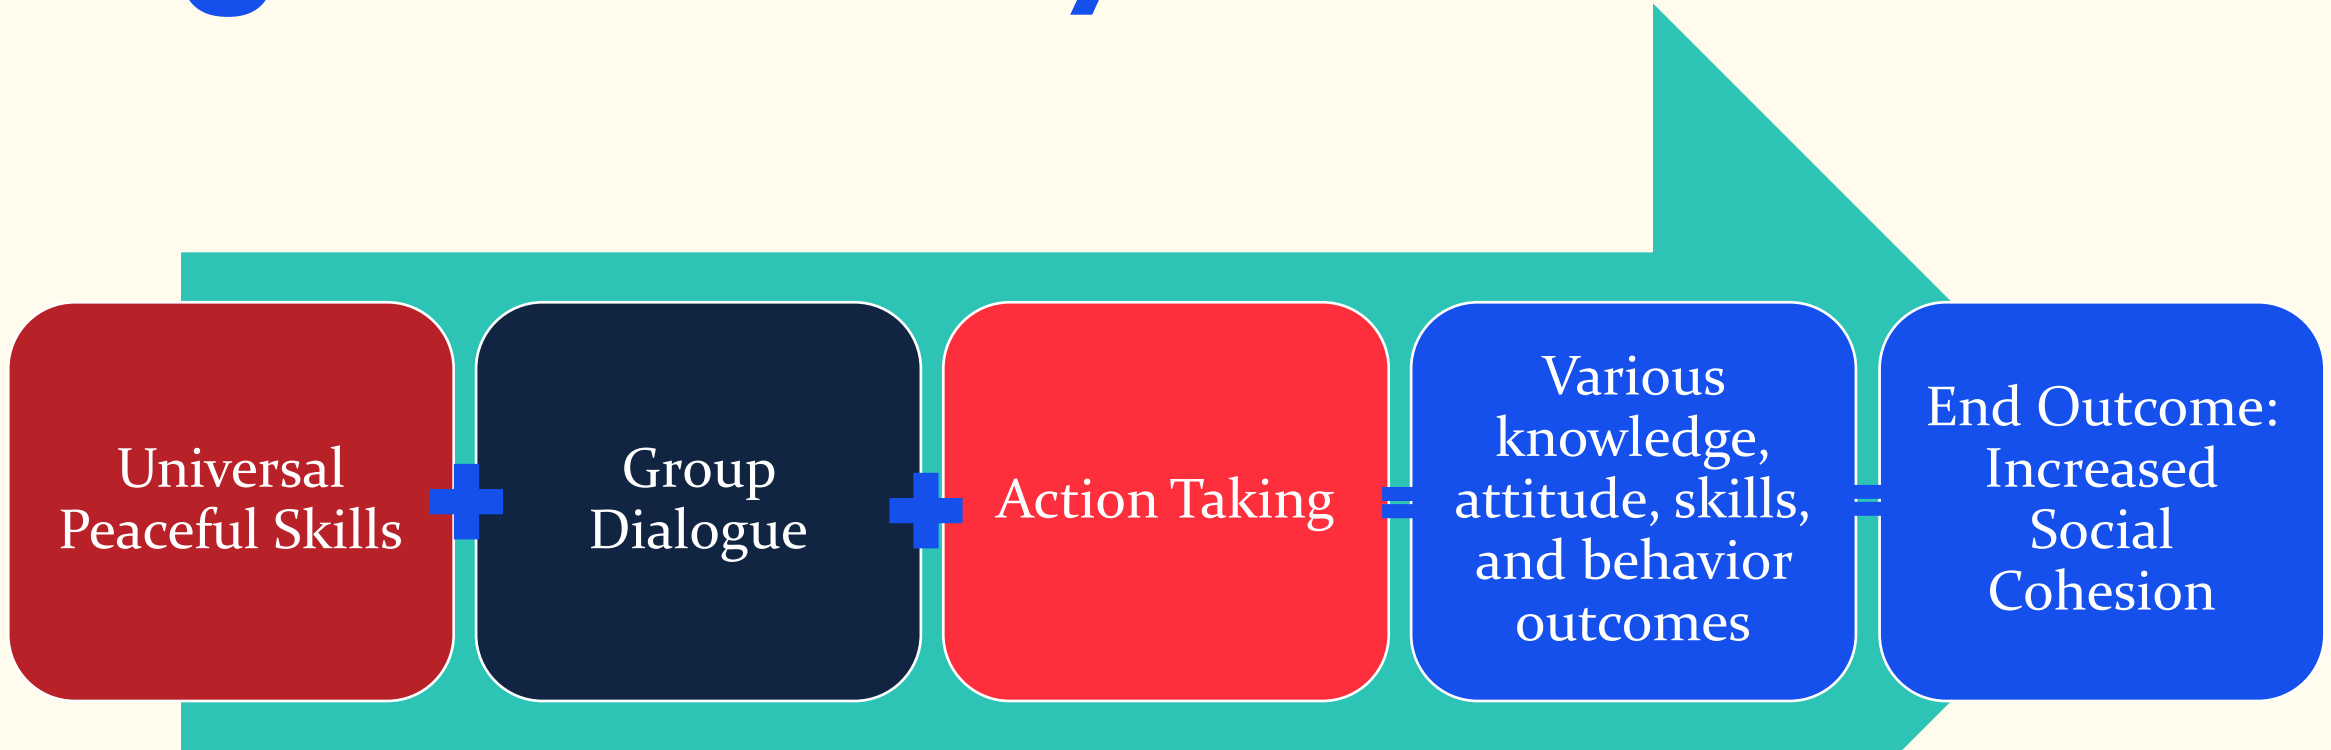 Universal
Peaceful Skills
Group
Dialogue
Action Taking
Various
knowledge,
attitude, skills,
and behavior
outcomes
End Outcome:
Increased
Social
Cohesion